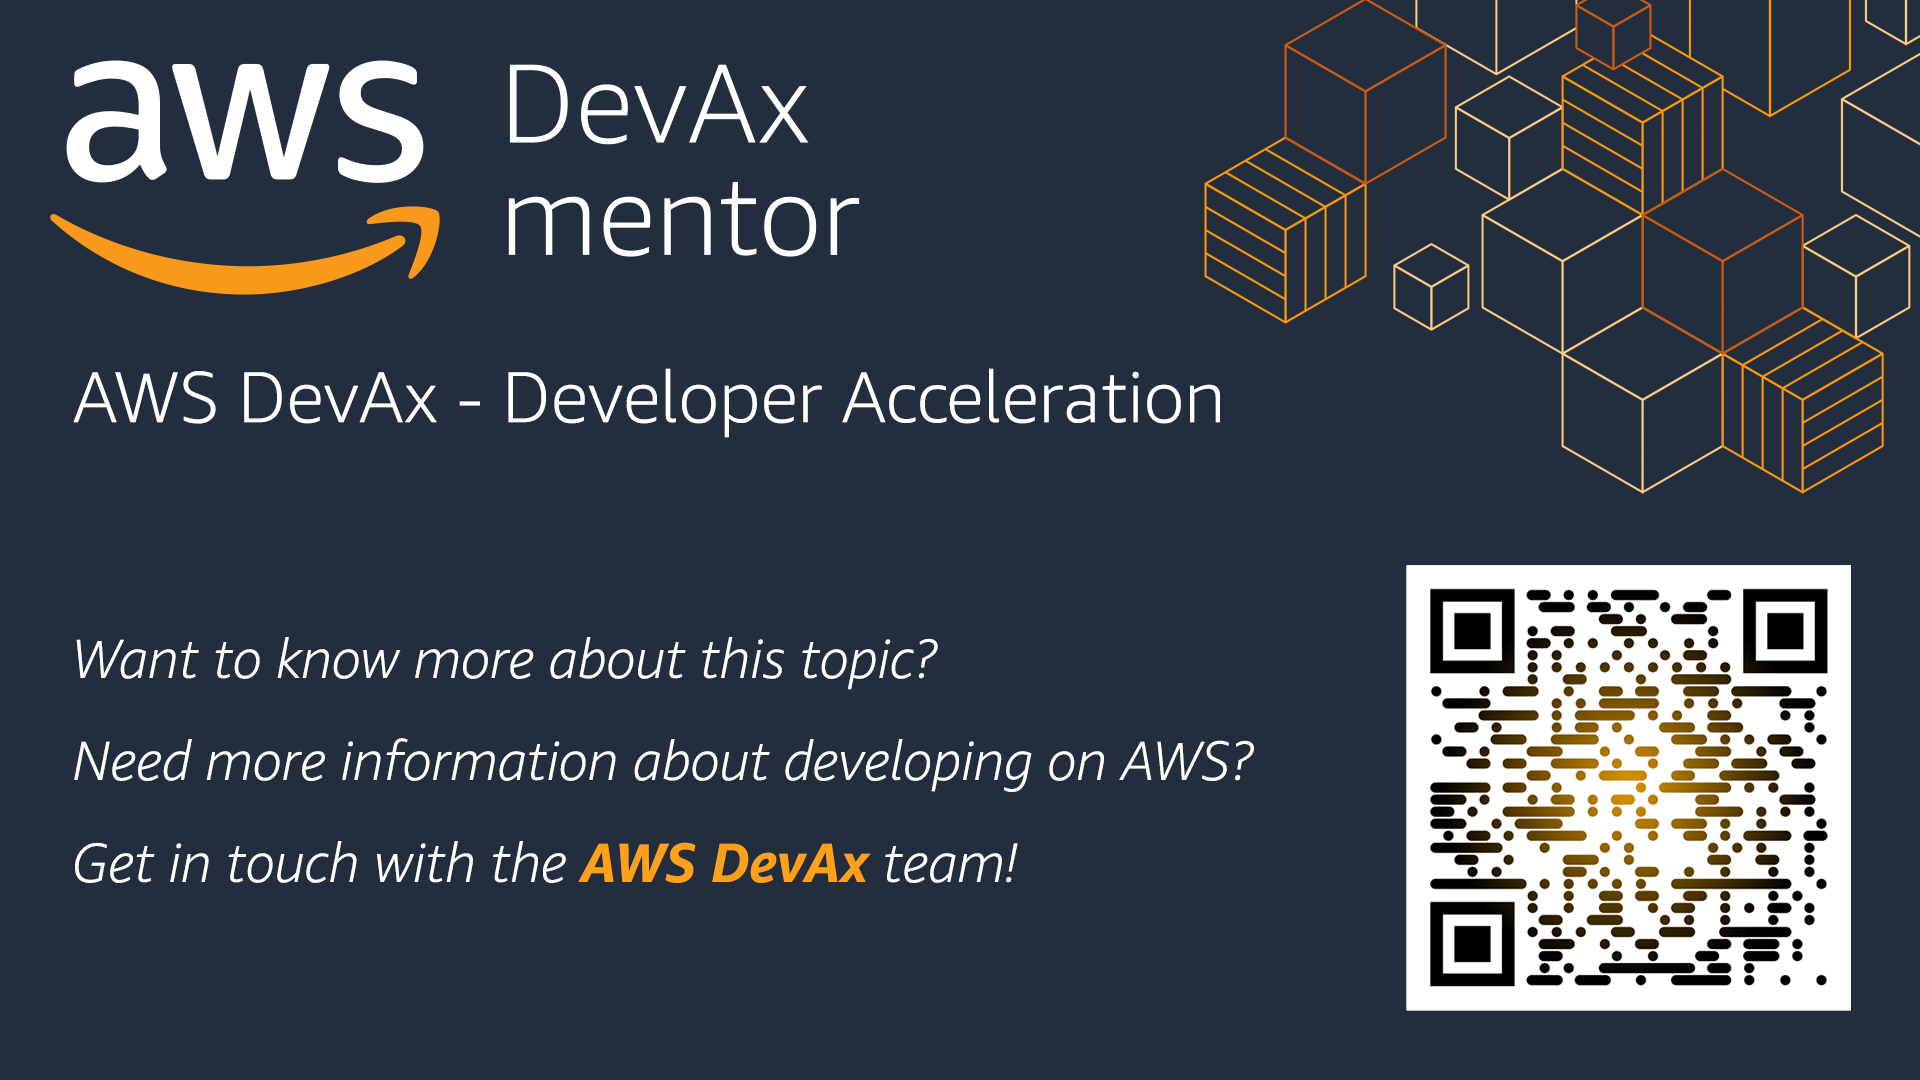 aws
DevAx
mentor
AWS DevAx - Developer Acceleration
Want to know more about this topic?
Need more information about developing on AWS?
Get in touch with the AWS DevAx team!